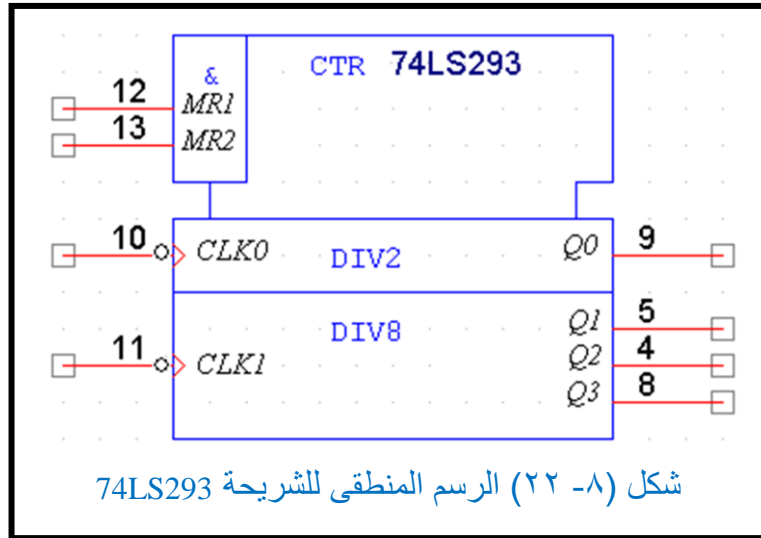 CTR 74LS293
&
12 MR1
13 MR2
10 CLK0 DIV2 Q0 9
DIV8 Q1 5
11 CLK1 Q2 4
Q3 8
شكل (٨- ٢٢) الرسم المنطقى للشريحة 74LS293